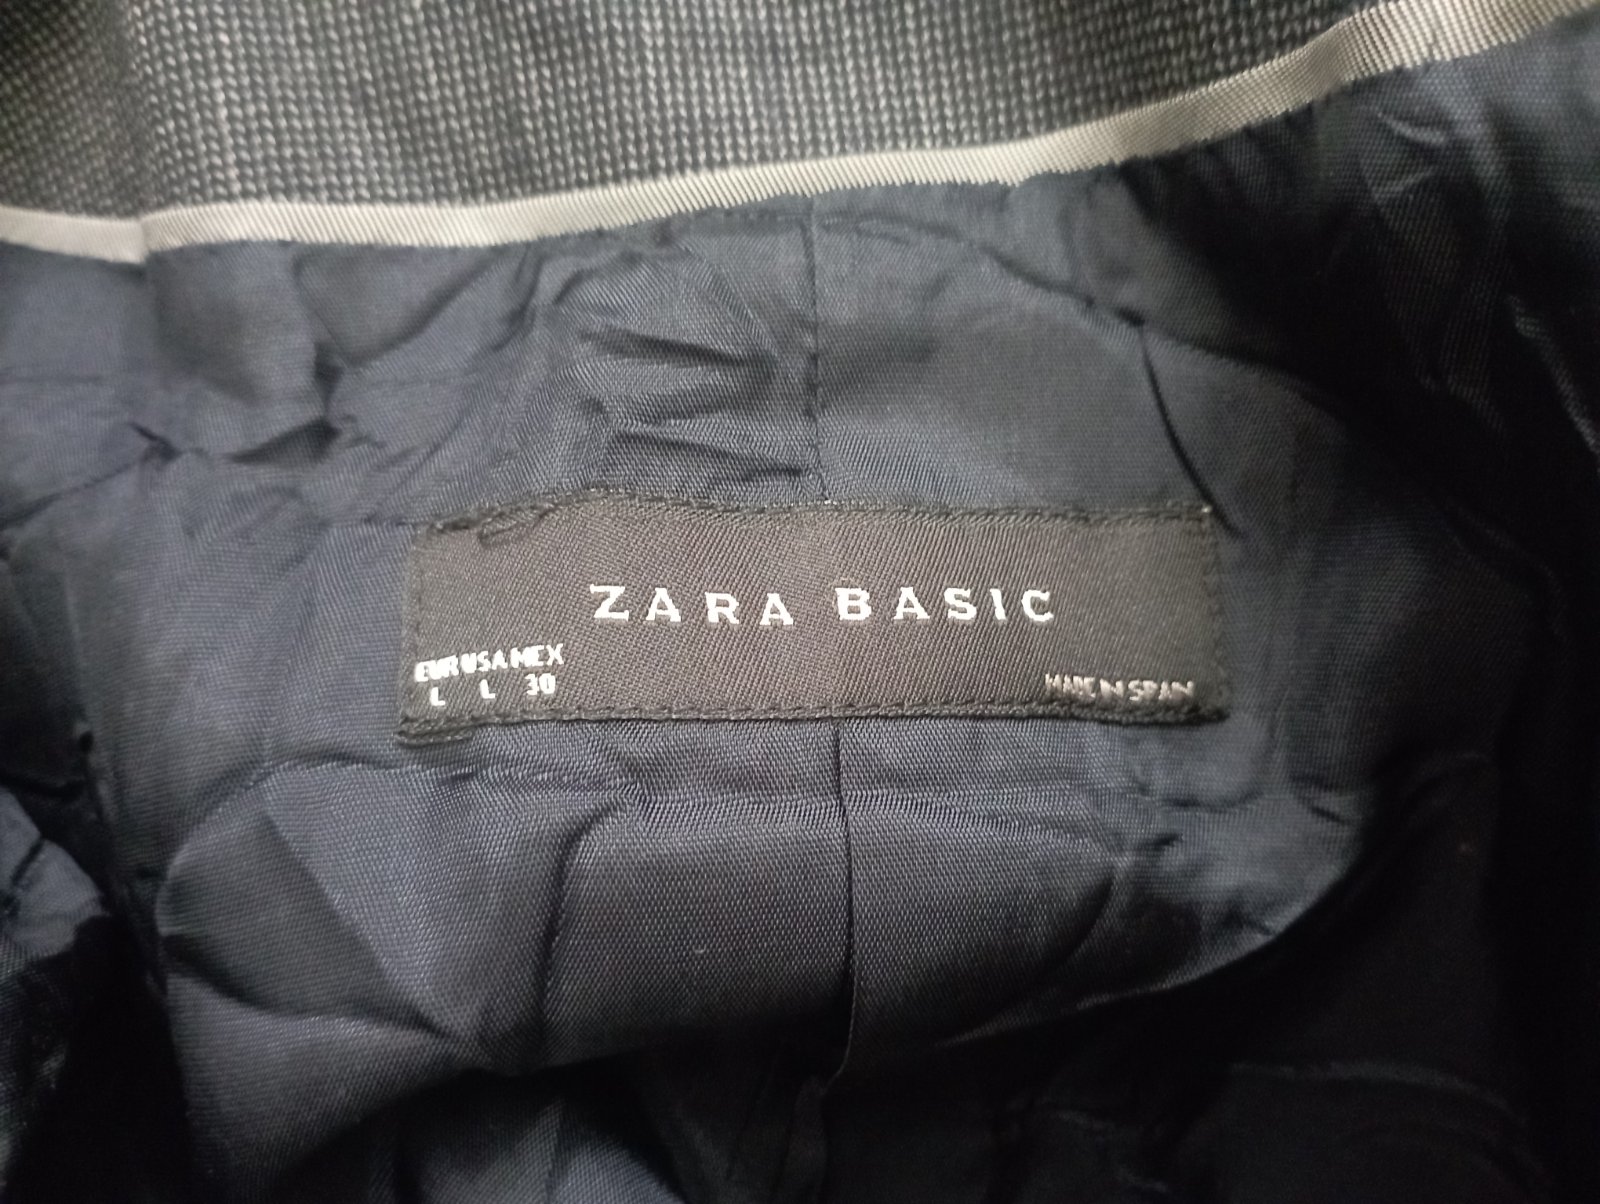 ZARA BASIC
EUR USA MEX
L L 30
MADE IN SPAIN